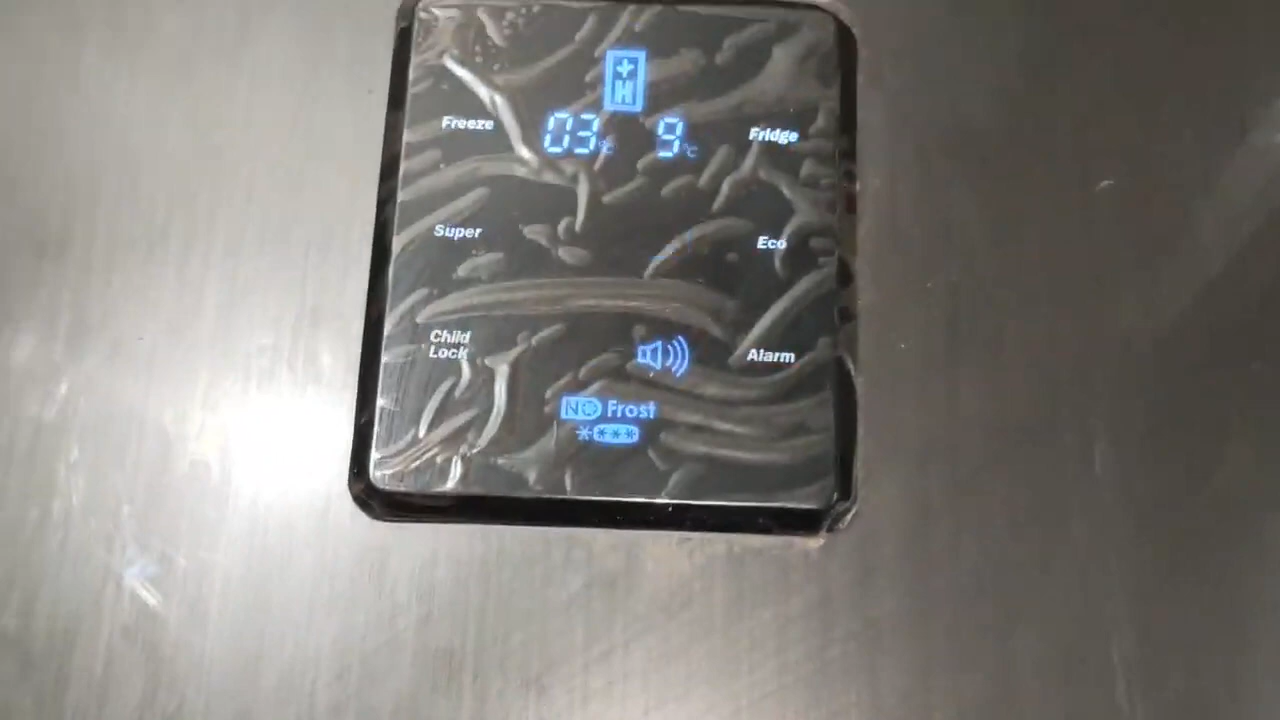 +
H
Freeze 03 °C 9 °C Fridge
Super Eco
Child
Lock
Alarm
NO Frost
****